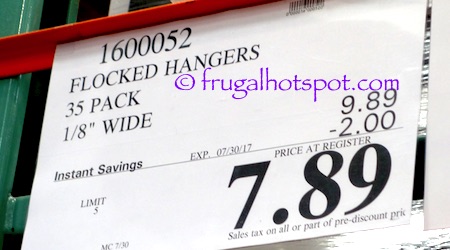 1600052
FLOCKED HANGERS
35 PACK
© frugalhotspot.com
1/8" WIDE
9.89
-2.00
Instant Savings
EXP. 07/30/17
PRICE AT REGISTER
7.89
LIMIT
5
Sales tax on all or part of pre-discount pric
MC 7/30